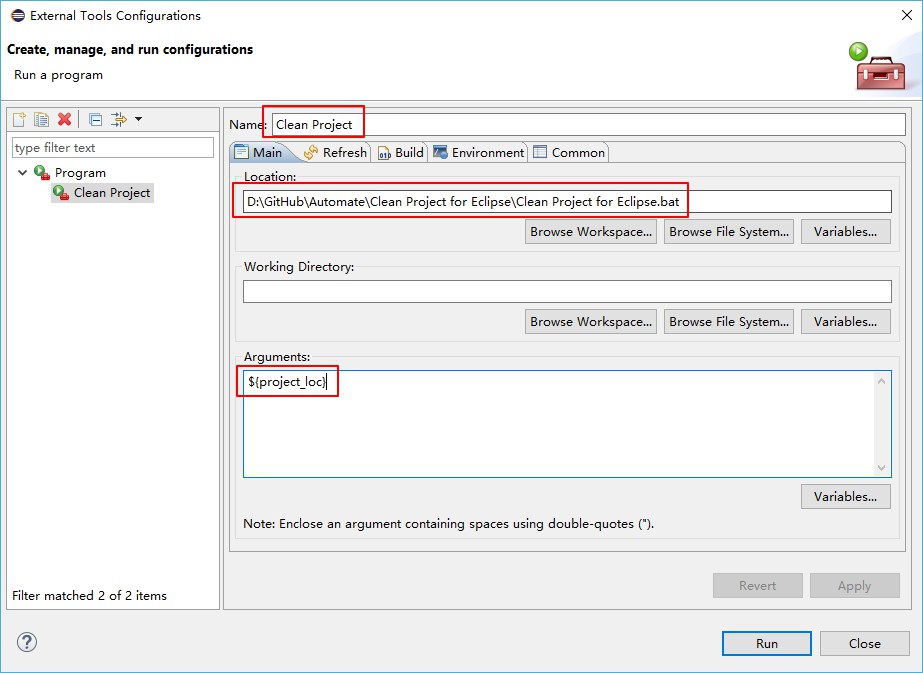 External Tools Configurations
Create, manage, and run configurations
Run a program
type filter text
Program
Clean Project
Filter matched 2 of 2 items
Name: Clean Project
Main Refresh Build Environment Common
Location:
D:\GitHub\Automate\Clean Project for Eclipse\Clean Project for Eclipse.bat
Browse Workspace... Browse File System... Variables...
Working Directory:
Browse Workspace... Browse File System... Variables...
Arguments:
${project_loc}
Variables...
Note: Enclose an argument containing spaces using double-quotes (").
Revert Apply
? Run Close